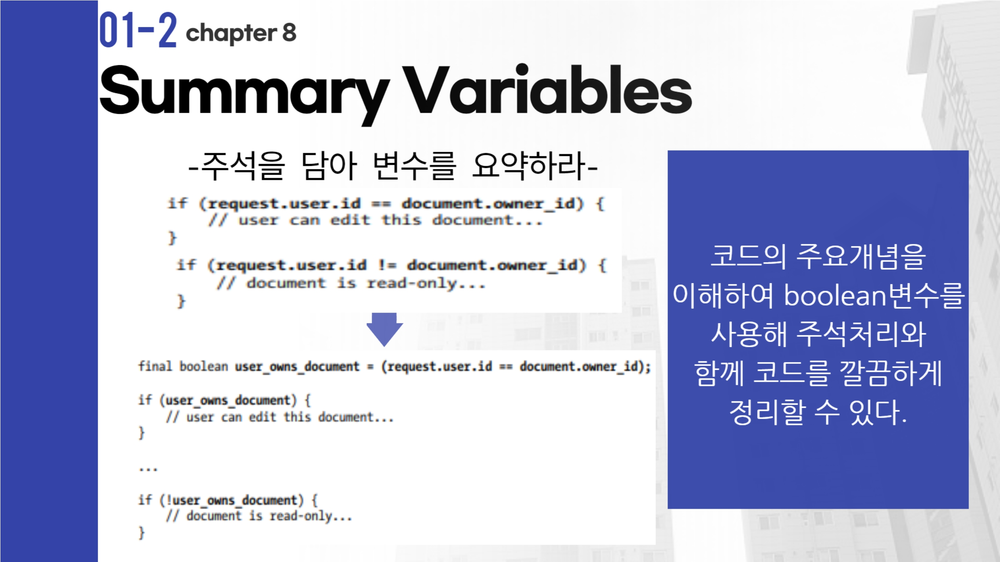 01-2 chapter 8
Summary Variables
-주석을 담아 변수를 요약하라-
if (request.user.id == document.owner_id) {
    // user can edit this document...
}
if (request.user.id != document.owner_id) {
    // document is read-only...
}
final boolean user_owns_document = (request.user.id == document.owner_id);
if (user_owns_document) {
    // user can edit this document...
}
...
if (!user_owns_document) {
    // document is read-only...
}
코드의 주요개념을
이해하여 boolean변수를
사용해 주석처리와
함께 코드를 깔끔하게
정리할 수 있다.